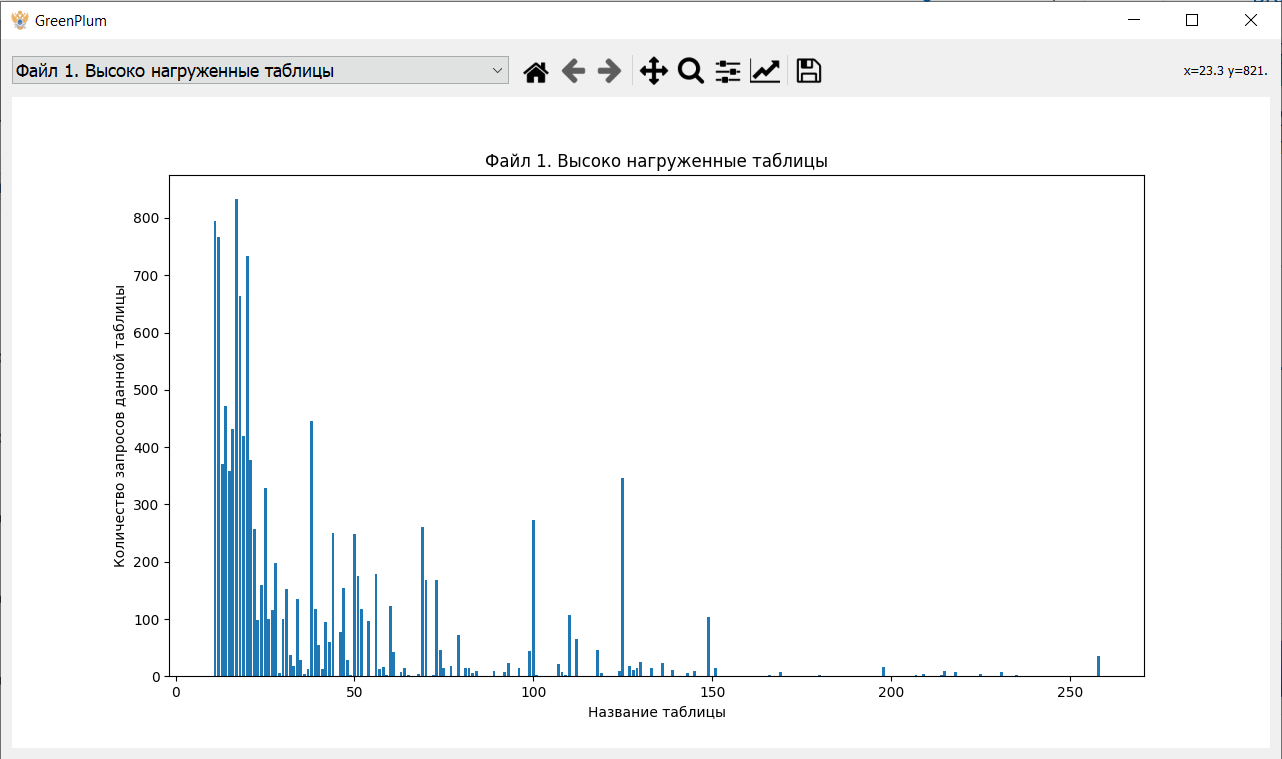 GreenPlum
Файл 1. Высоко нагруженные таблицы
x=23.3 y=821.
Файл 1. Высоко нагруженные таблицы
Количество запросов данной таблицы
800
700
600
500
400
300
200
100
0
0 50 100 150 200 250
Название таблицы